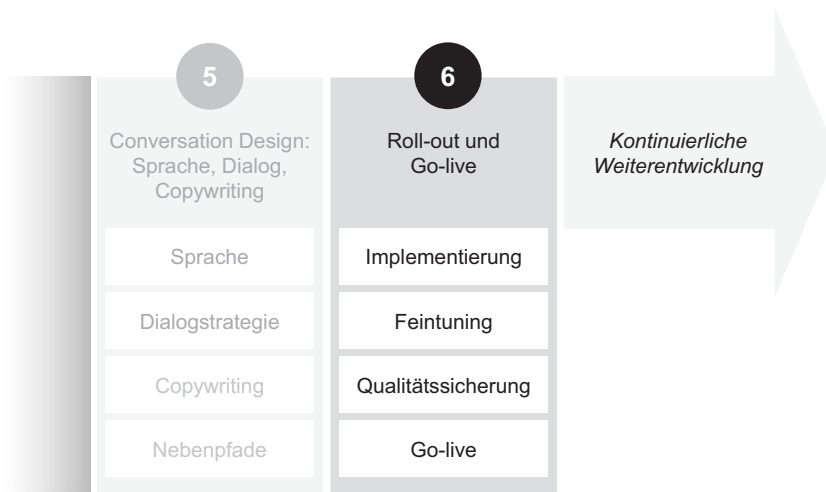 5
Conversation Design:
Sprache, Dialog,
Copywriting
Sprache
Dialogstrategie
Copywriting
Nebenpfade
6
Roll-out und
Go-live
Implementierung
Feintuning
Qualitätssicherung
Go-live
Kontinuierliche
Weiterentwicklung